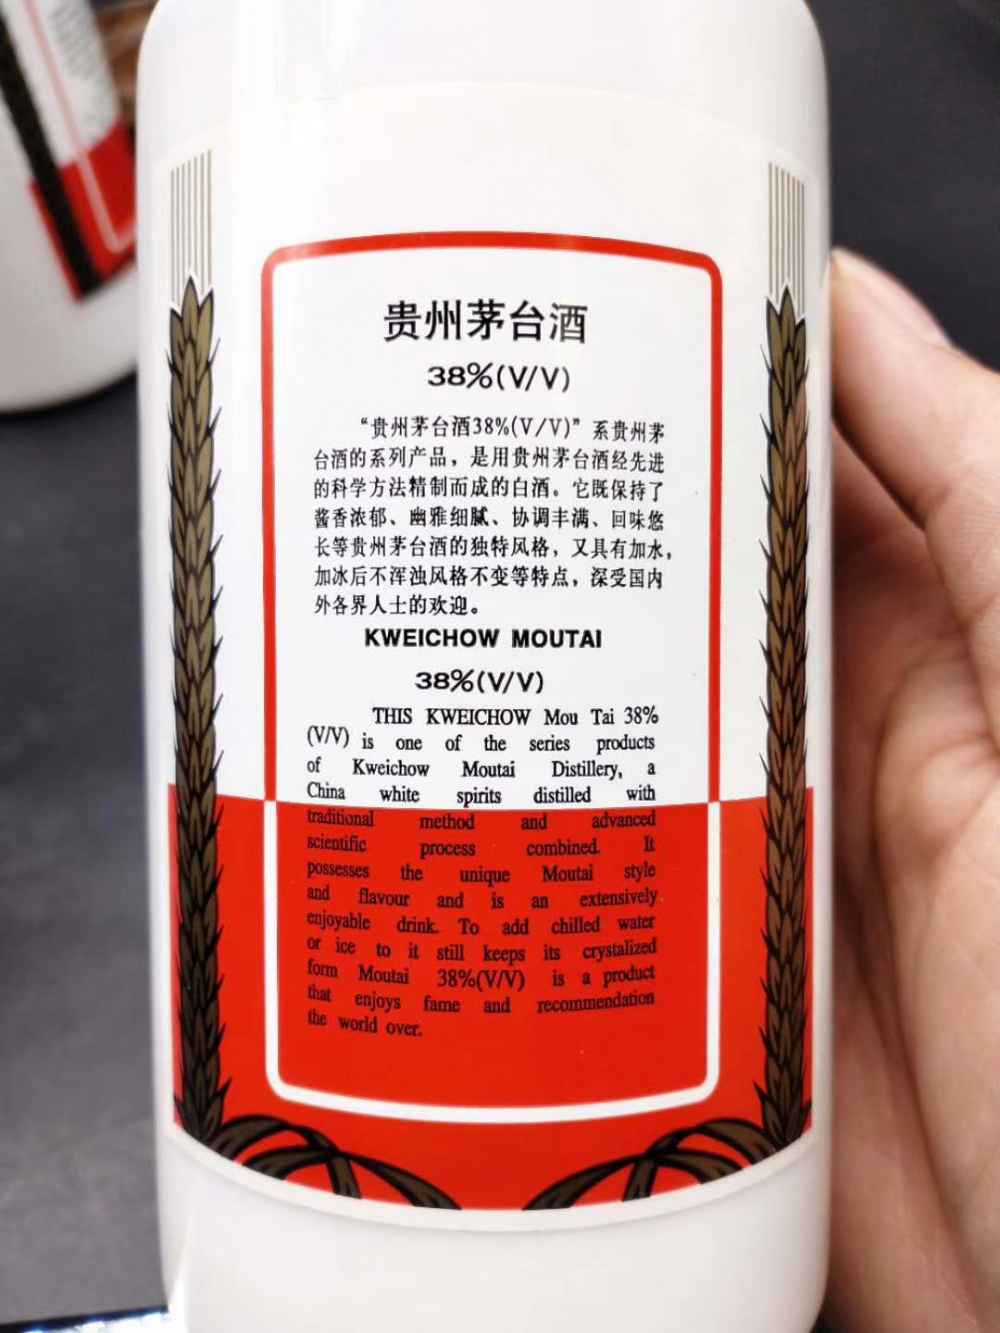 贵州茅台酒
38%(V/V)
“贵州茅台酒38%(V/V)”系贵州茅
台酒的系列产品，是用贵州茅台酒经先进
的科学方法精制而成的白酒。它既保持了
酱香浓郁、幽雅细腻、协调丰满、回味悠
长等贵州茅台酒的独特风格，又具有加水，
加冰后不浑浊风格不变等特点，深受国内
外各界人士的欢迎。
KWEICHOW MOUTAI
38%(V/V)
THIS KWEICHOW Mou Tai 38%
(V/V) is one of the series products
of Kweichow Moutai Distillery, a
China white spirits distilled with
traditional method and advanced
scientific process combined. It
possesses the unique Moutai style
and flavour and is an extensively
enjoyable drink. To add chilled water
or ice to it still keeps its crystalized
form Moutai 38%(V/V) is a product
that enjoys fame and recommendation
the world over.